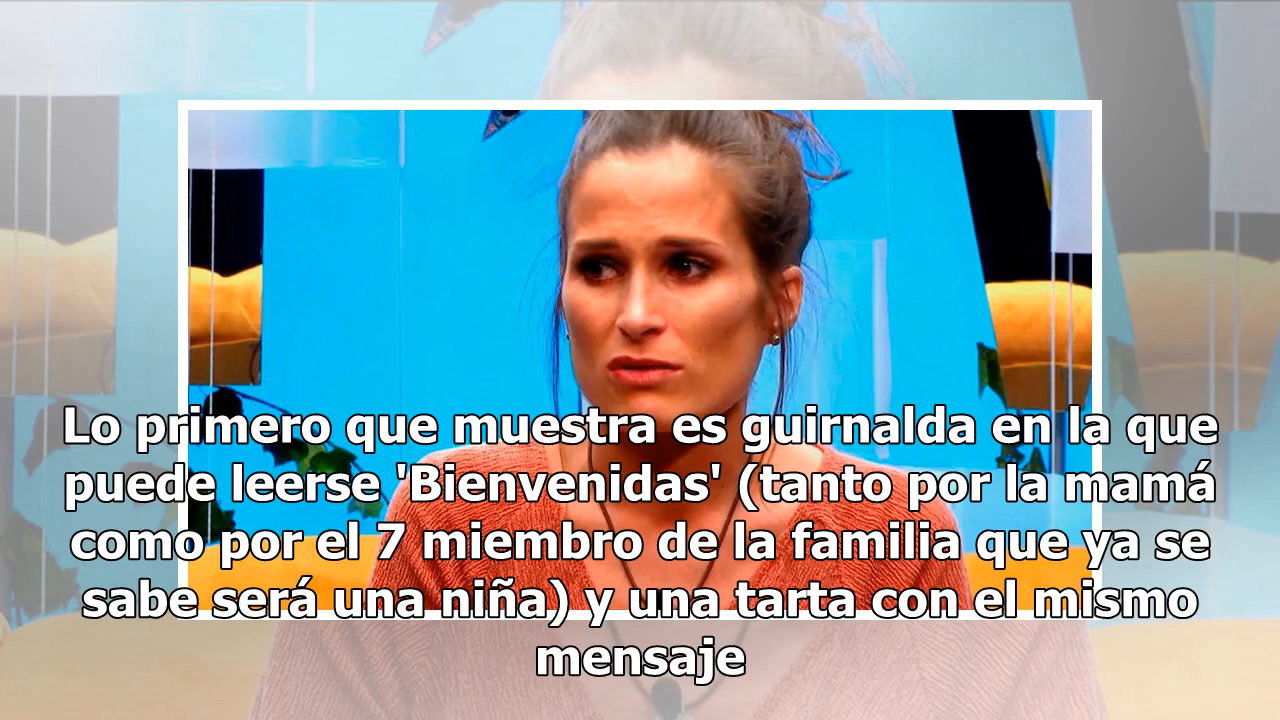 Lo primero que muestra es guirnalda en la que
puede leerse 'Bienvenidas' (tanto por la mamá
como por el 7 miembro de la familia que ya se
sabe será una niña) y una tarta con el mismo
mensaje